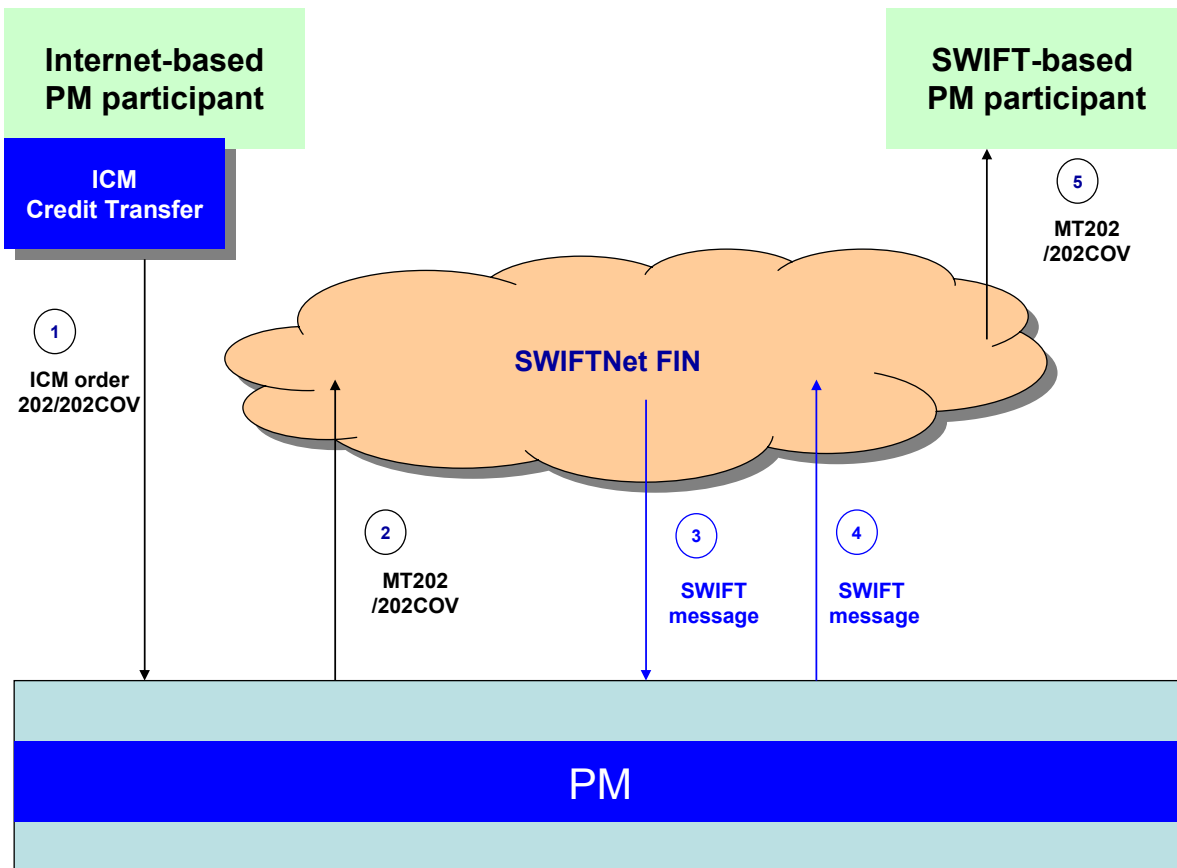 Internet-based
PM participant
SWIFT-based
PM participant
ICM
Credit Transfer
5
MT202
/202COV
1
ICM order
202/202COV
SWIFTNet FIN
2
MT202
/202COV
3
SWIFT
message
4
SWIFT
message
PM